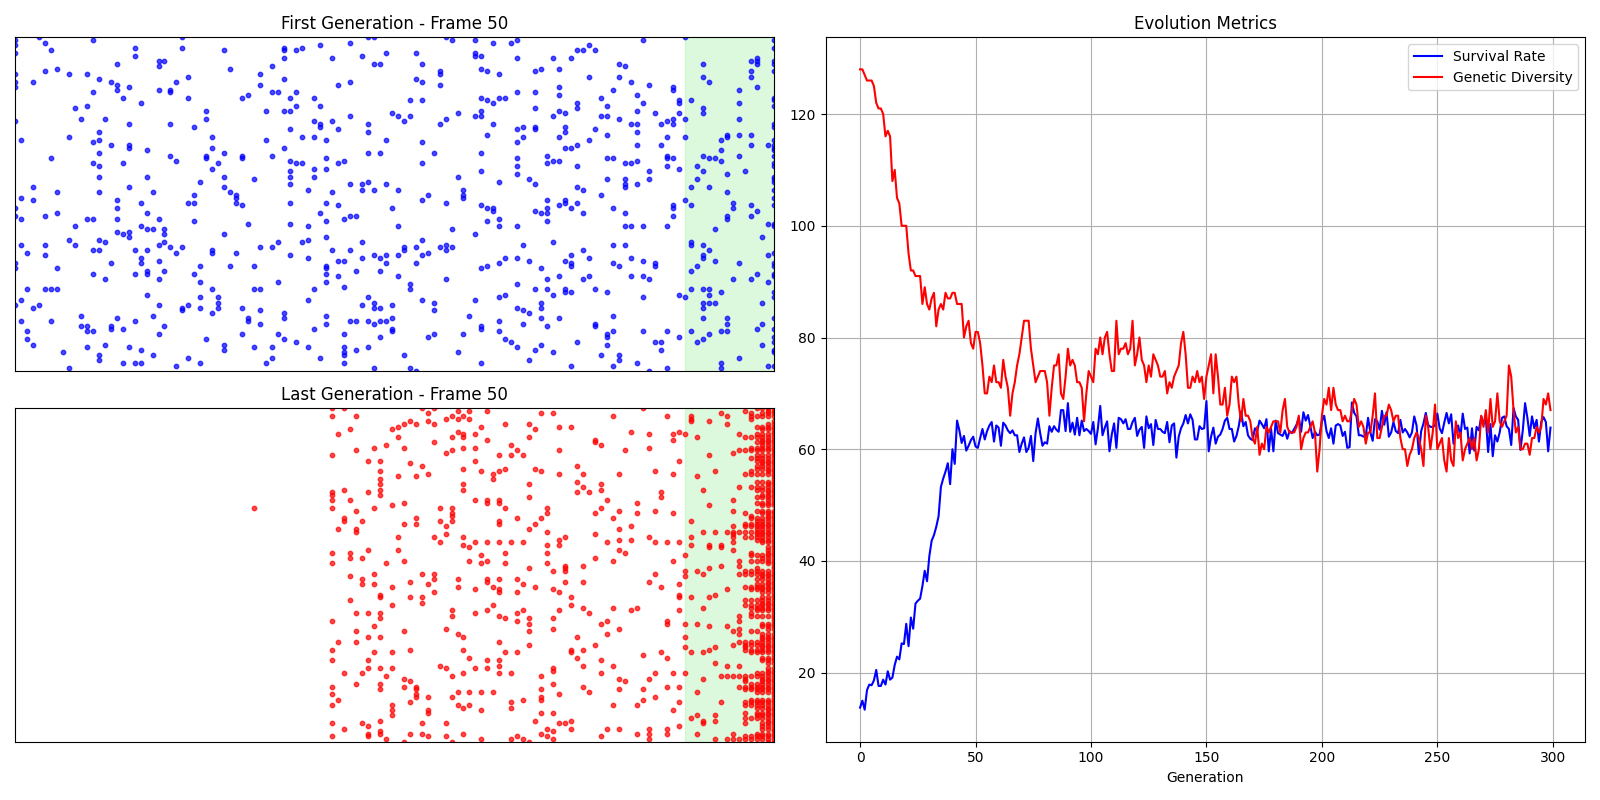 First Generation - Frame 50
Last Generation - Frame 50
Evolution Metrics
Survival Rate
Genetic Diversity
120
100
80
60
40
20
0
50
100
150
200
250
300
Generation